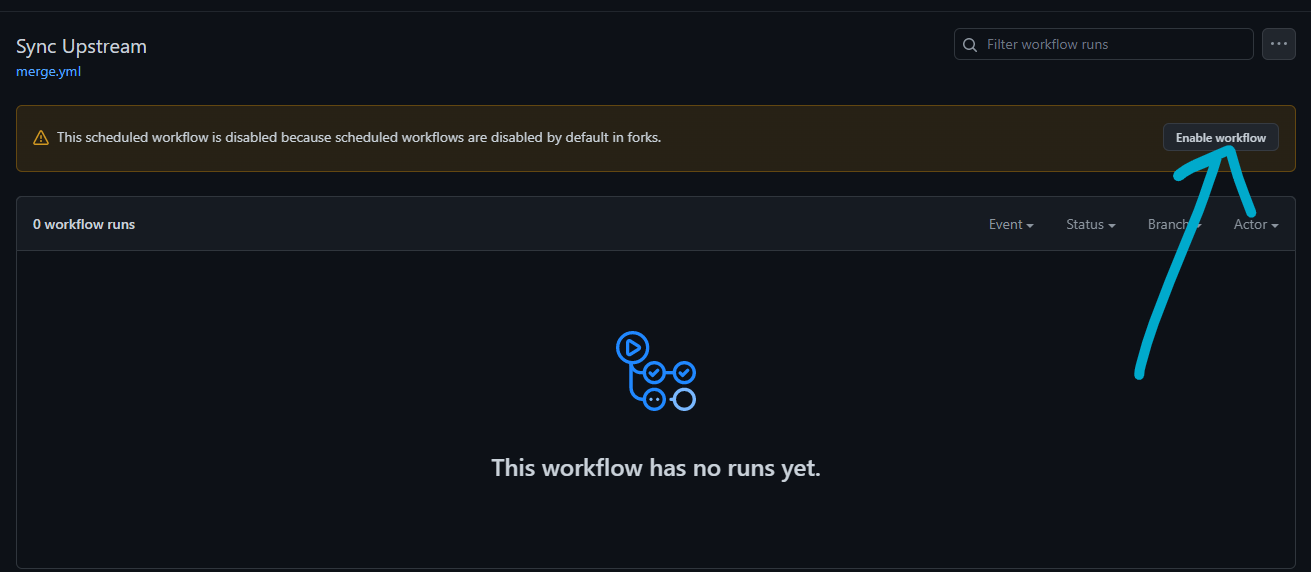 Sync Upstream
Filter workflow runs
merge.yml
This scheduled workflow is disabled because scheduled workflows are disabled by default in forks.
Enable workflow
0 workflow runs
Event
Status
Branch
Actor
This workflow has no runs yet.